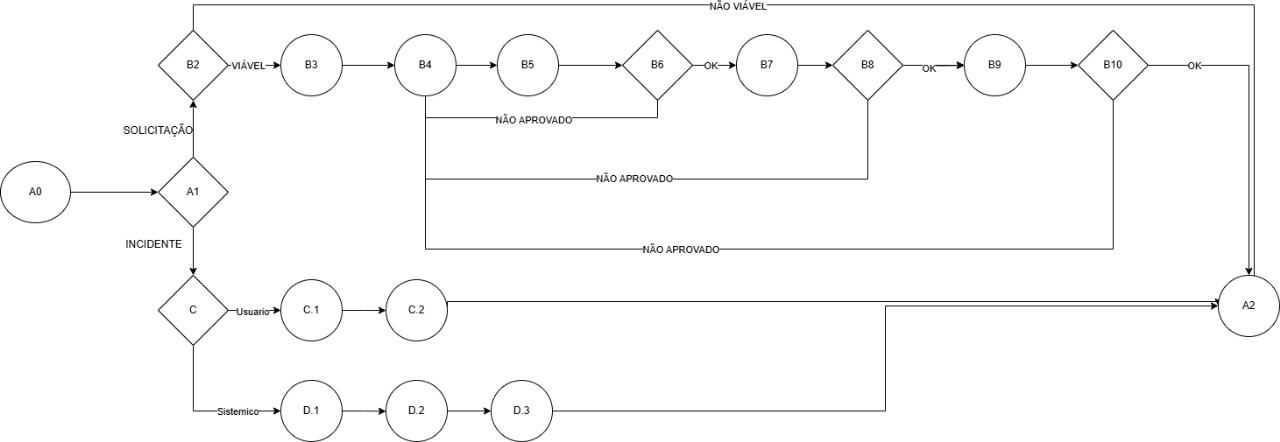 NÃO VIÁVEL
B2
VIÁVEL
B3
B4
B5
B6
OK
B7
B8
OK
B9
B10
OK
NÃO APROVADO
SOLICITAÇÃO
NÃO APROVADO
A0
A1
INCIDENTE
NÃO APROVADO
C
Usuario
C.1
C.2
A2
Sistemico
D.1
D.2
D.3